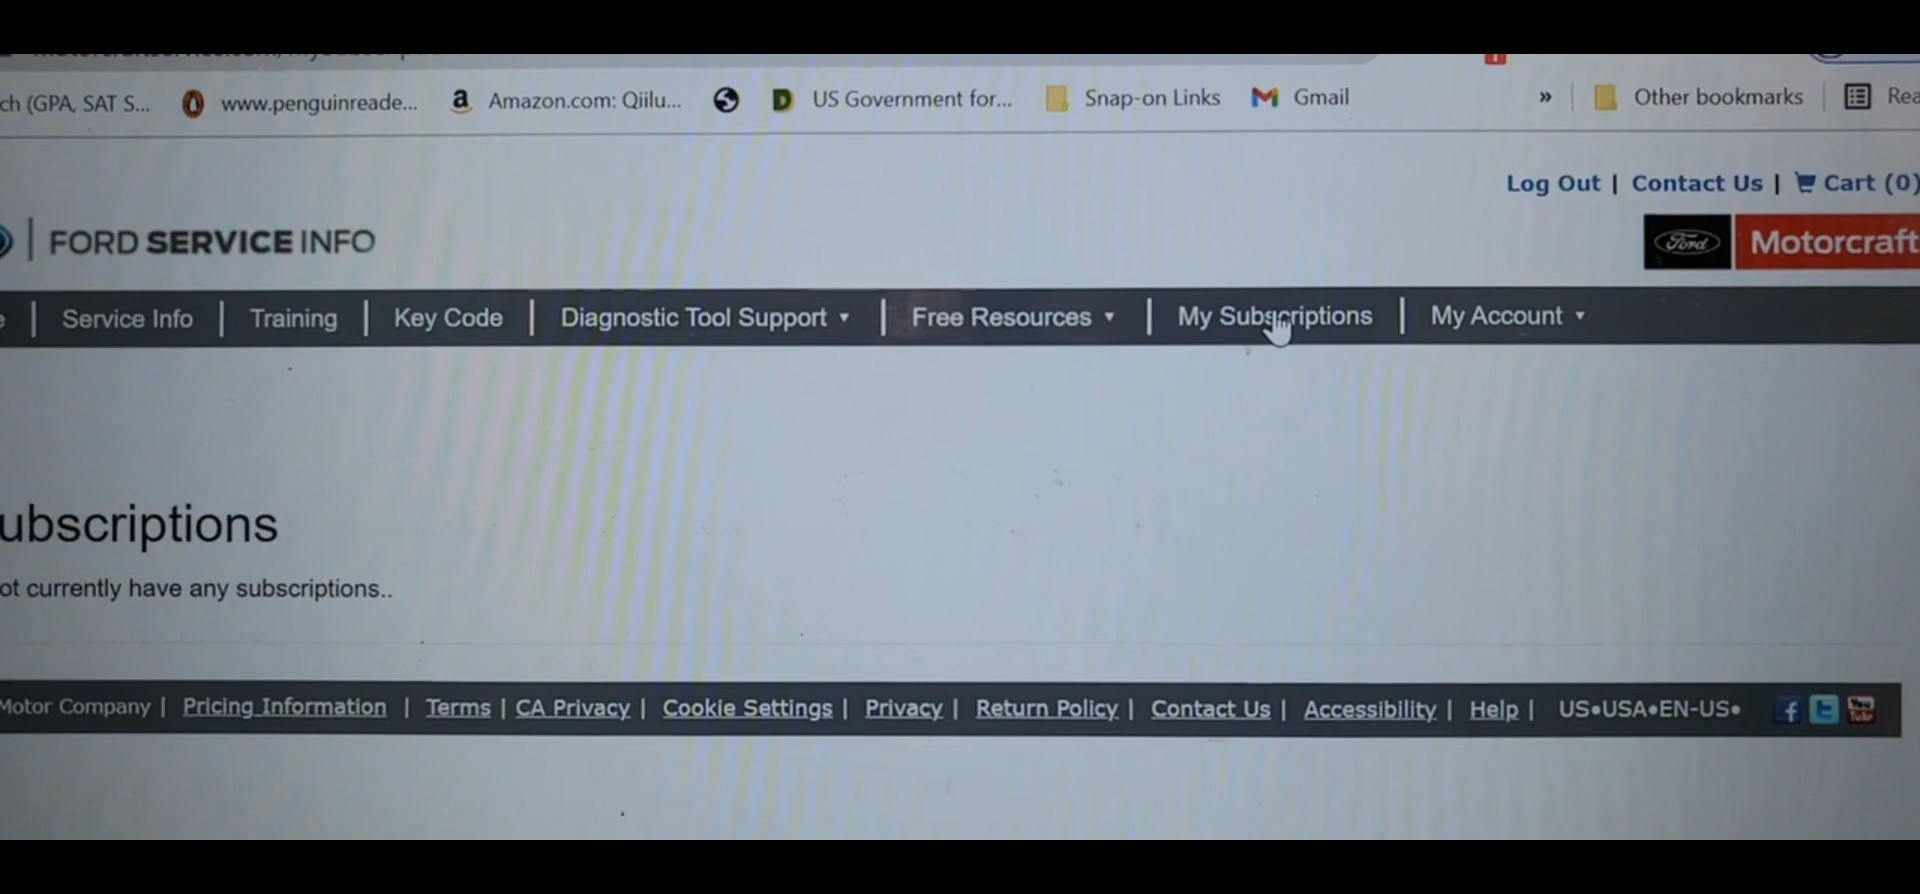 ch (GPA, SAT S... www.penguinreade... Amazon.com: Qiilu... US Government for... Snap-on Links Gmail » Other bookmarks Rea
Log Out | Contact Us | Cart (0)
FORD SERVICE INFO Ford Motorcraft
e | Service Info | Training | Key Code | Diagnostic Tool Support ▾ | Free Resources ▾ | My Subscriptions | My Account ▾
ubscriptions
ot currently have any subscriptions..
Motor Company | Pricing Information | Terms | CA Privacy | Cookie Settings | Privacy | Return Policy | Contact Us | Accessibility | Help | US•USA•EN-US•